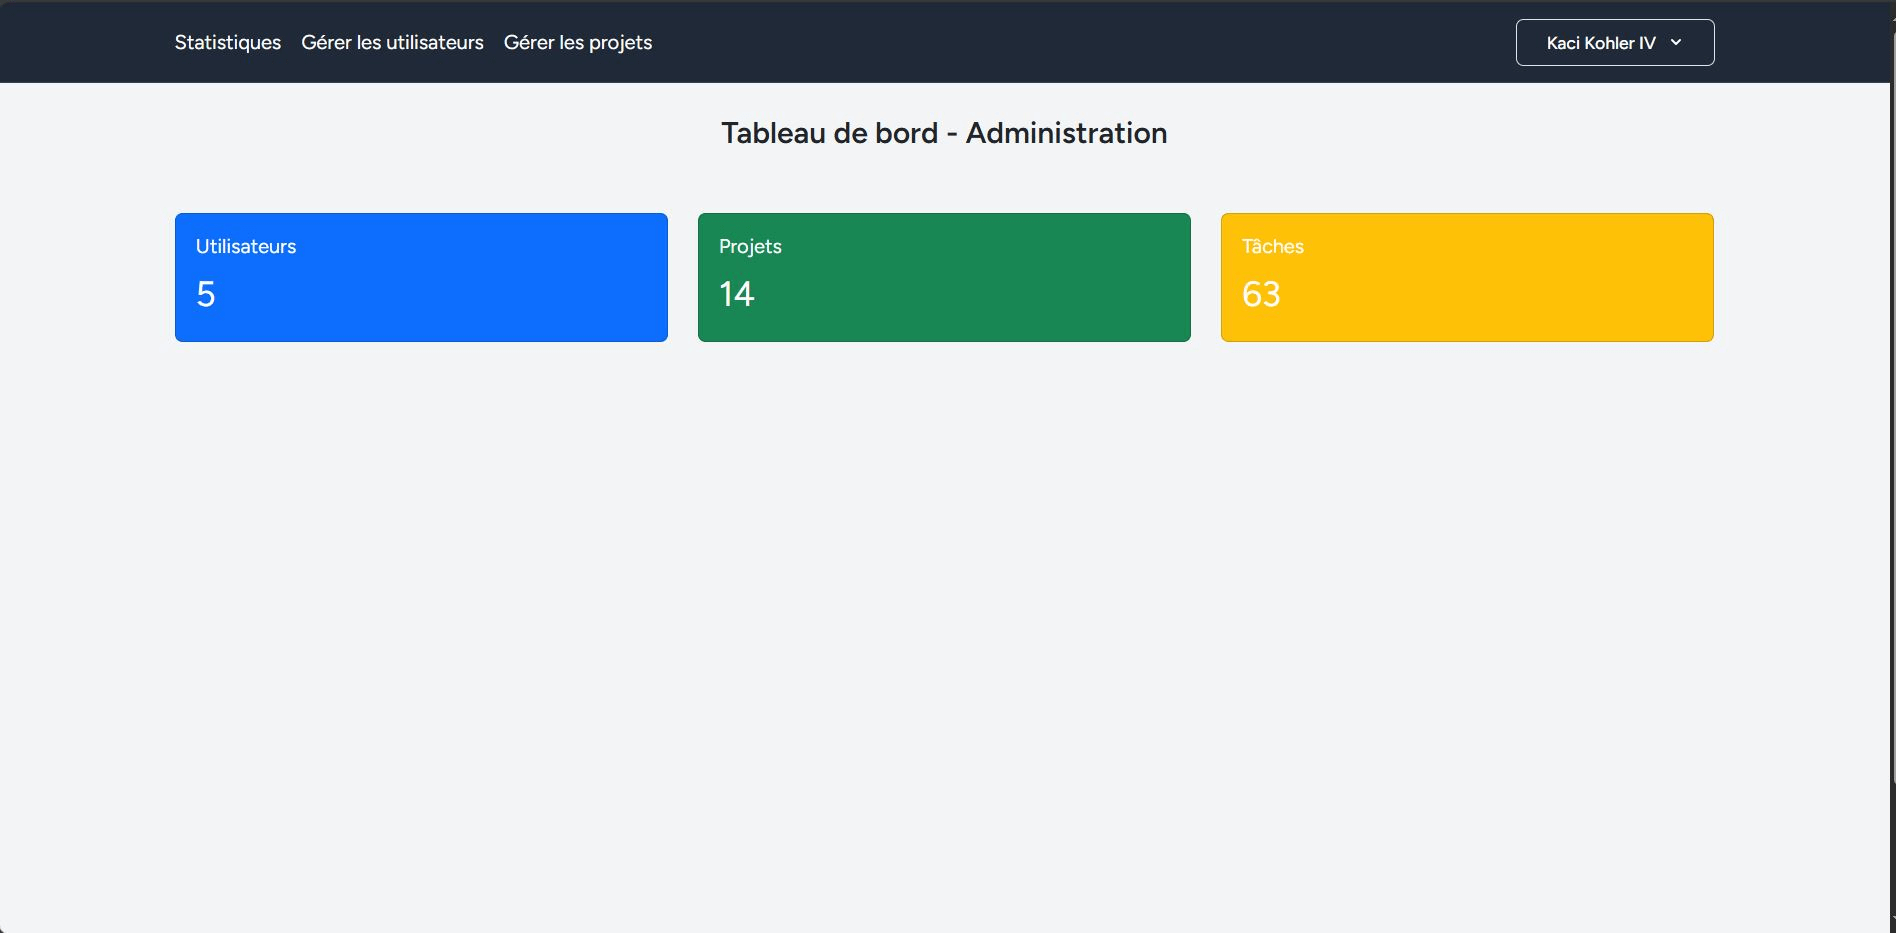 Statistiques Gérer les utilisateurs Gérer les projets Kaci Kohler IV
Tableau de bord - Administration
Utilisateurs
5
Projets
14
Tâches
63